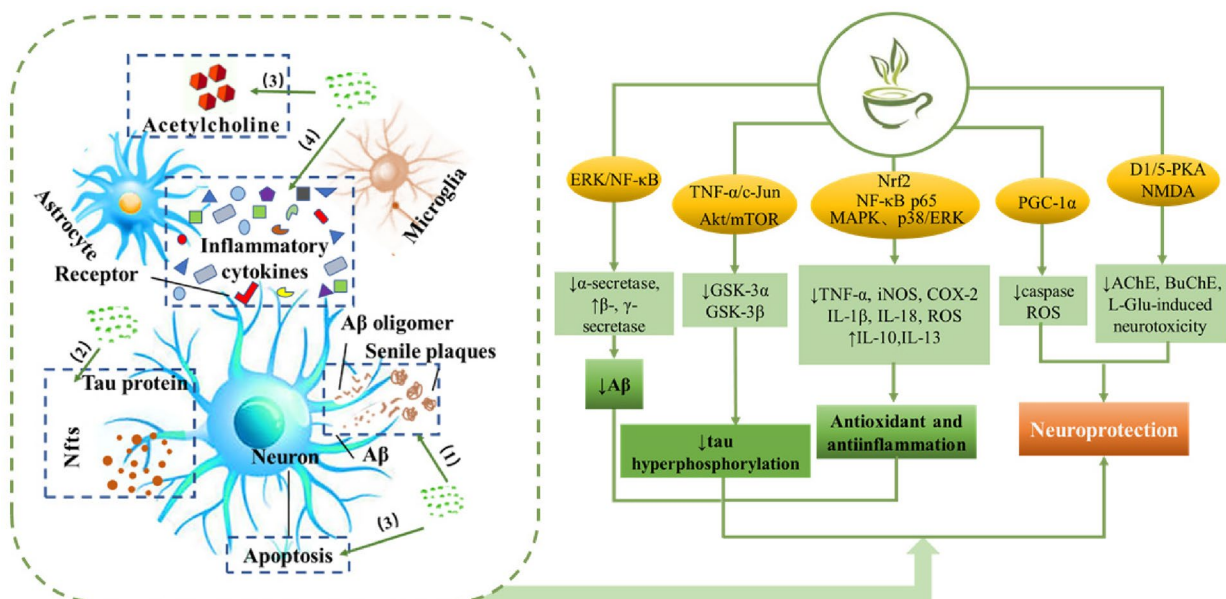 (3)
Acetylcholine
(4)
Astrocyte
Microglia
Inflammatory
cytokines
Receptor
(2)
Aβ oligomer
Senile plaques
Tau protein
Nfts
Neuron
Aβ
(1)
(3)
Apoptosis
ERK/NF-κB
TNF-α/c-Jun
Akt/mTOR
Nrf2
NF-κB p65
MAPK、p38/ERK
PGC-1α
D1/5-PKA
NMDA
↓α-secretase,
↑β-, γ-
secretase
↓GSK-3α
GSK-3β
↓TNF-α, iNOS, COX-2
IL-1β, IL-18, ROS
↑IL-10,IL-13
↓caspase
ROS
↓AChE, BuChE,
L-Glu-induced
neurotoxicity
↓Aβ
↓tau
hyperphosphorylation
Antioxidant and
antiinflammation
Neuroprotection